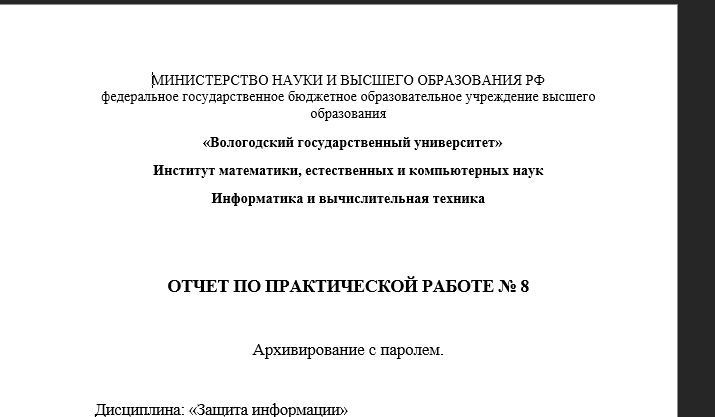 МИНИСТЕРСТВО НАУКИ И ВЫСШЕГО ОБРАЗОВАНИЯ РФ
федеральное государственное бюджетное образовательное учреждение высшего
образования
«Вологодский государственный университет»
Институт математики, естественных и компьютерных наук
Информатика и вычислительная техника
ОТЧЕТ ПО ПРАКТИЧЕСКОЙ РАБОТЕ № 8
Архивирование с паролем.
Дисциплина: «Защита информации»